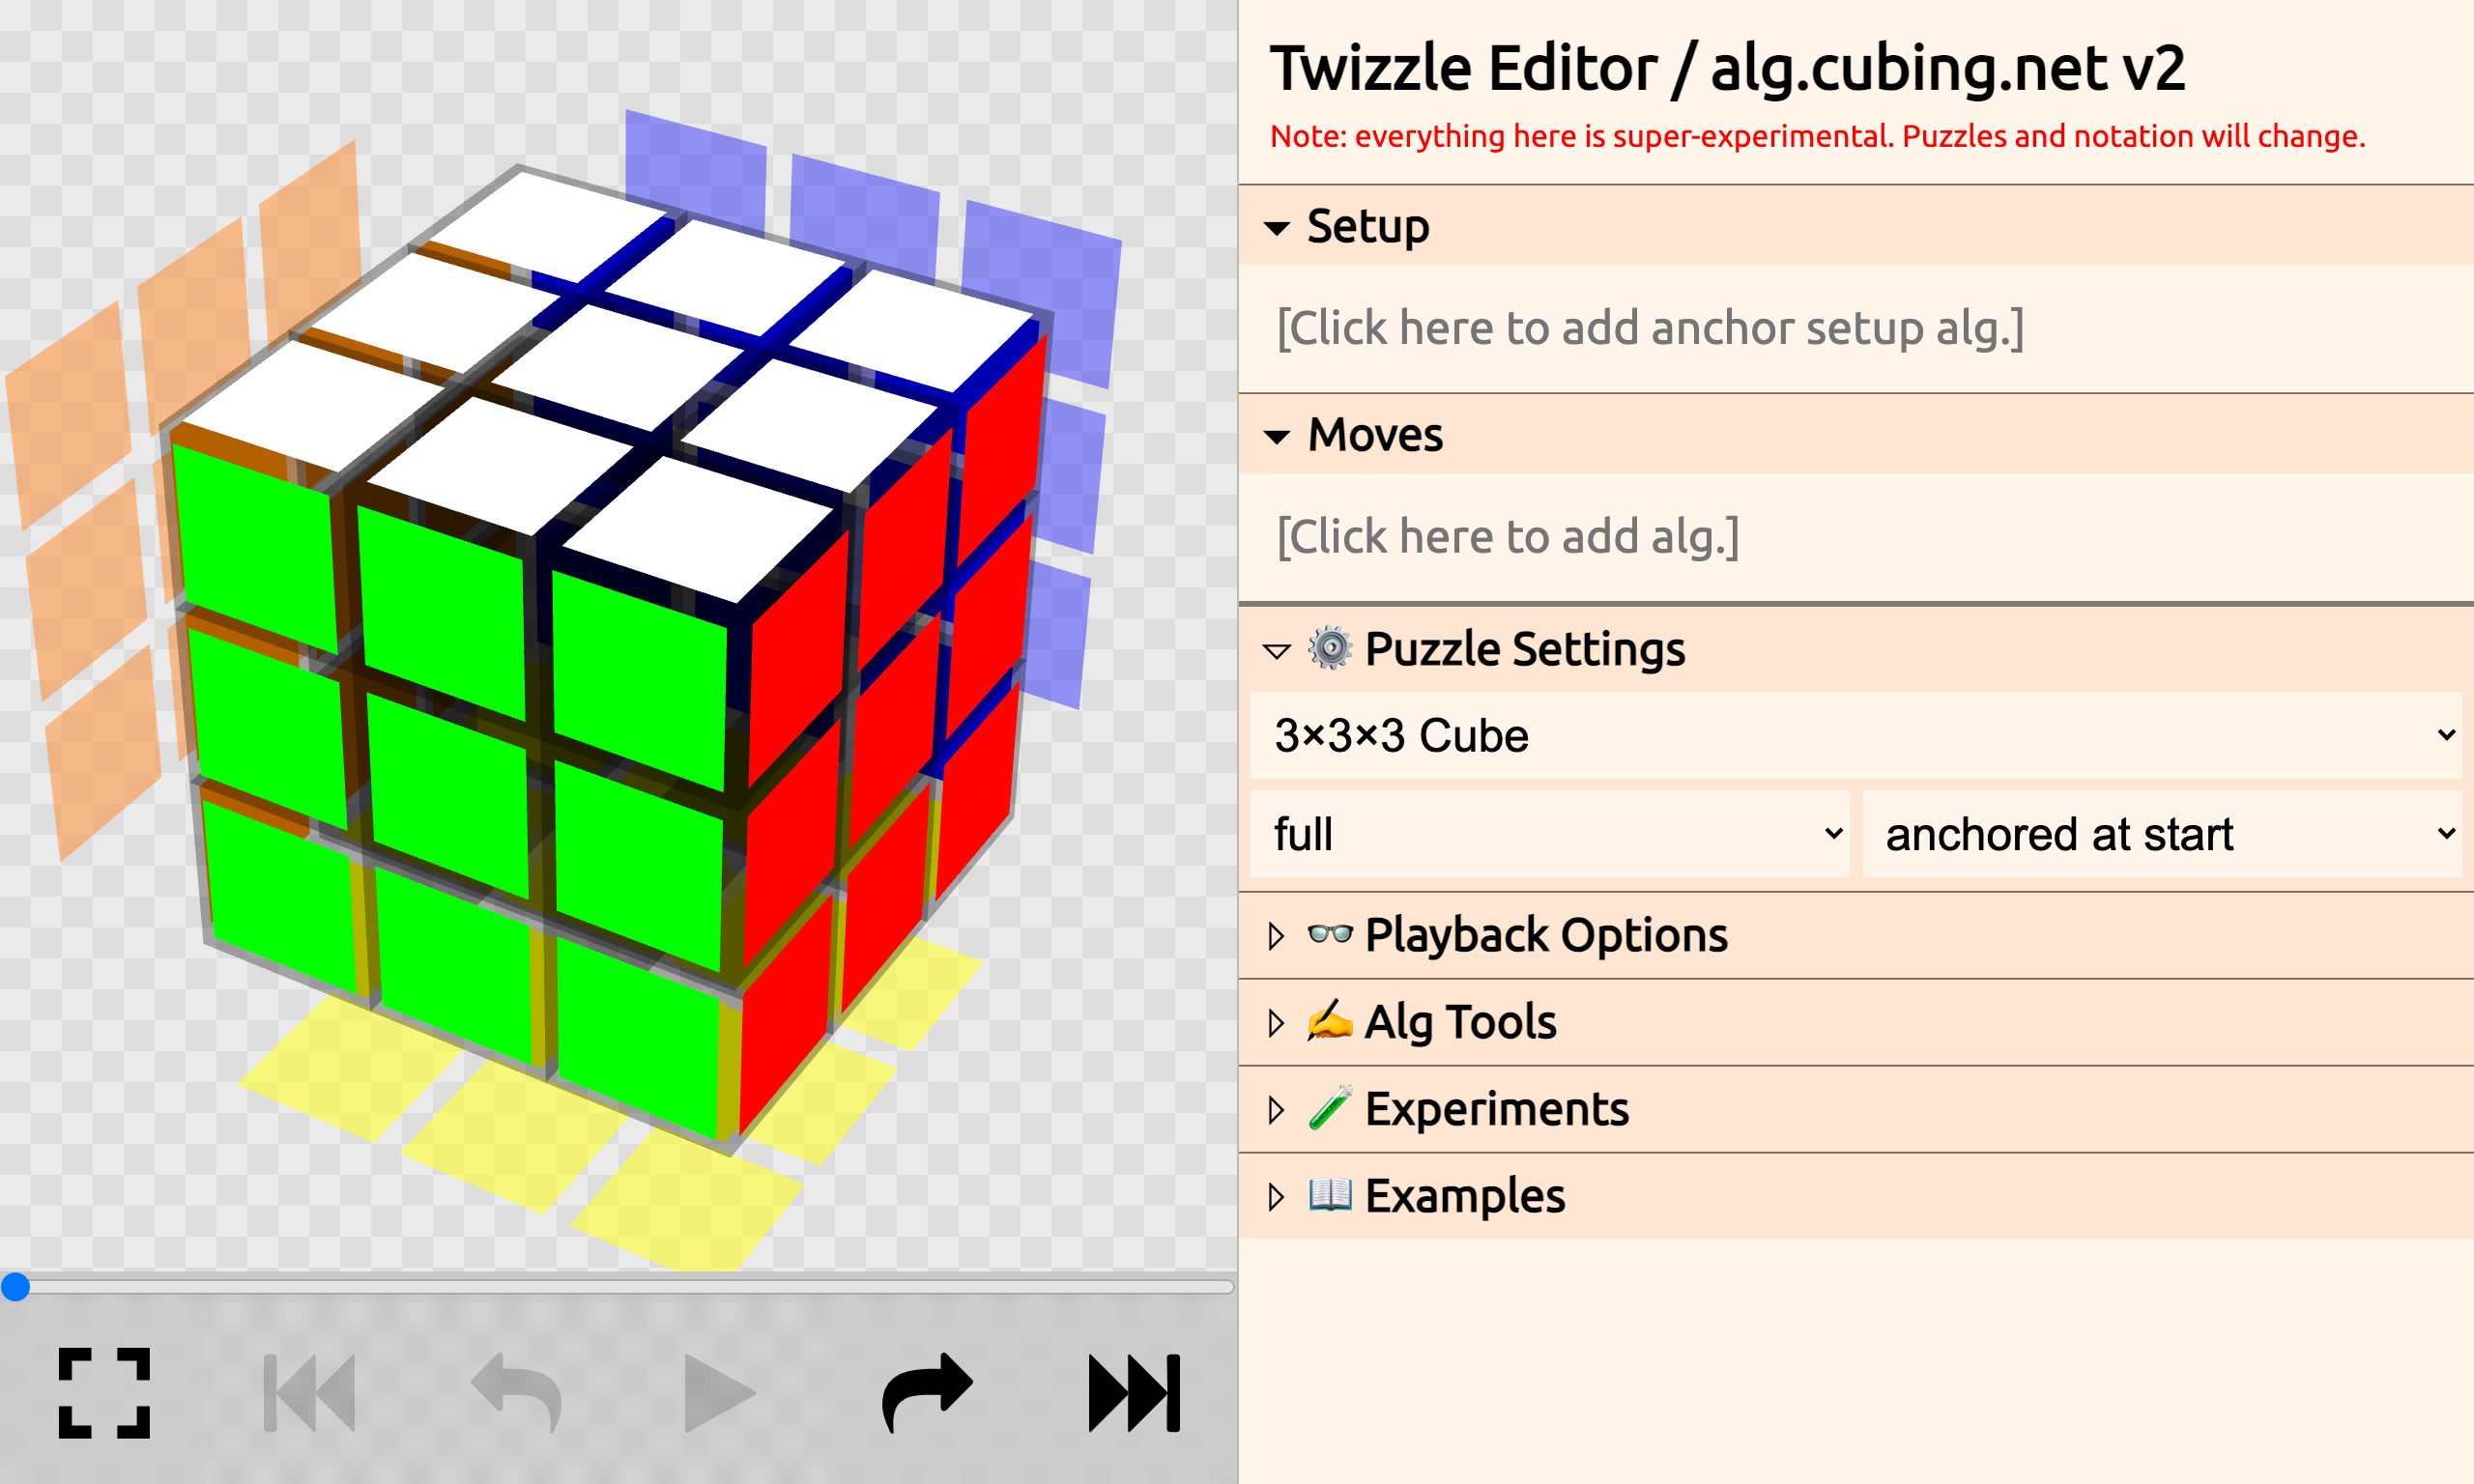 Twizzle Editor / alg.cubing.net v2
Note: everything here is super-experimental. Puzzles and notation will change.
Setup
[Click here to add anchor setup alg.]
Moves
[Click here to add alg.]
Puzzle Settings
3×3×3 Cube
full
anchored at start
Playback Options
Alg Tools
Experiments
Examples